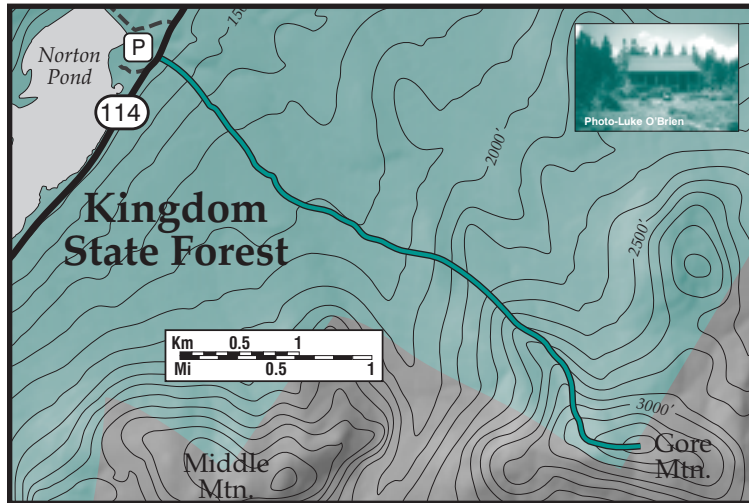 Norton
Pond
P
114
Photo-Luke O'Brien
2000'
Kingdom
State Forest
2500'
Km 0.5 1
Mi 0.5 1
3000'
Gore
Mtn.
Middle
Mtn.